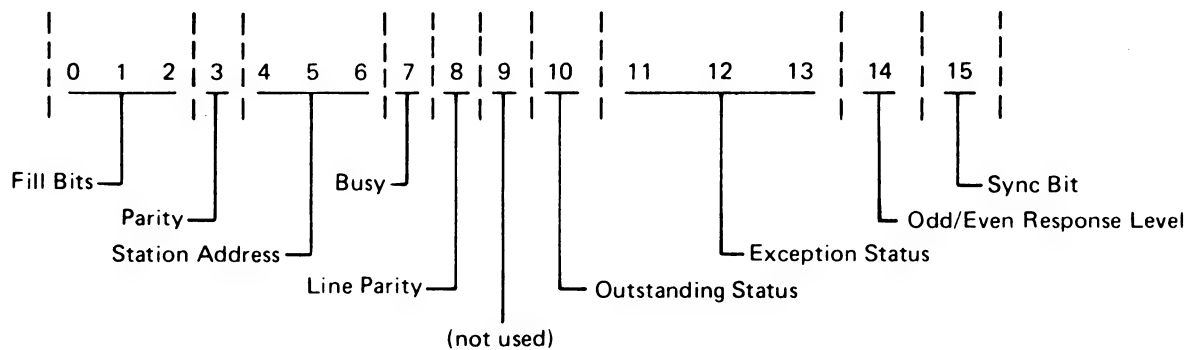 0 1 2 3 4 5 6 7 8 9 10 11 12 13 14 15
Fill Bits
Busy
Sync Bit
Parity
Odd/Even Response Level
Station Address
Exception Status
Line Parity
Outstanding Status
(not used)